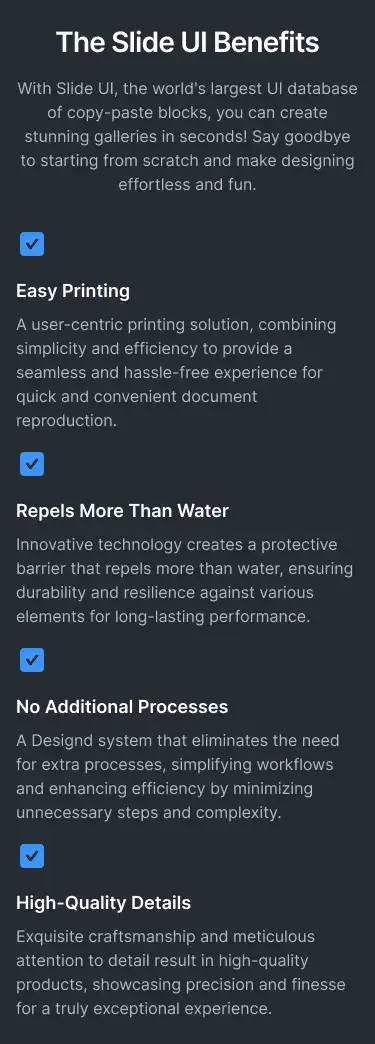 The Slide UI Benefits
With Slide UI, the world's largest UI database
of copy-paste blocks, you can create
stunning galleries in seconds! Say goodbye
to starting from scratch and make designing
effortless and fun.
Easy Printing
A user-centric printing solution, combining
simplicity and efficiency to provide a
seamless and hassle-free experience for
quick and convenient document
reproduction.
Repels More Than Water
Innovative technology creates a protective
barrier that repels more than water, ensuring
durability and resilience against various
elements for long-lasting performance.
No Additional Processes
A Designd system that eliminates the need
for extra processes, simplifying workflows
and enhancing efficiency by minimizing
unnecessary steps and complexity.
High-Quality Details
Exquisite craftsmanship and meticulous
attention to detail result in high-quality
products, showcasing precision and finesse
for a truly exceptional experience.